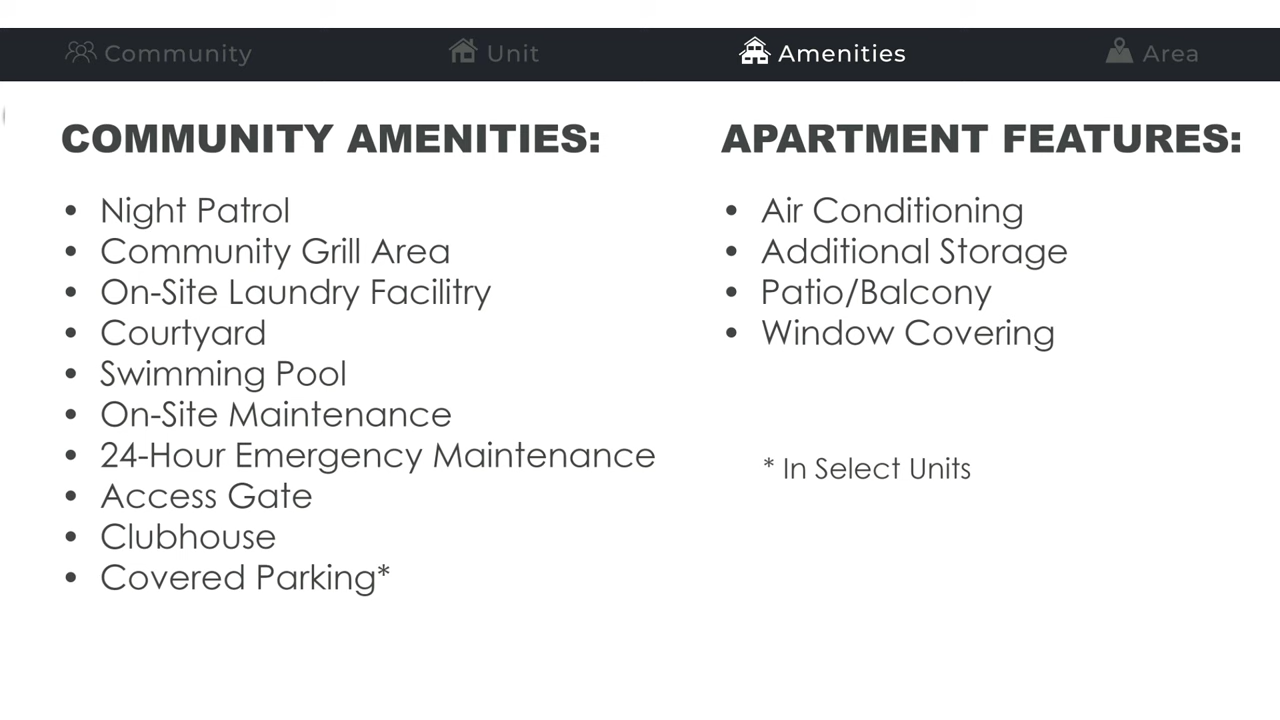 Community Unit Amenities Area
COMMUNITY AMENITIES:
• Night Patrol
• Community Grill Area
• On-Site Laundry Facilitry
• Courtyard
• Swimming Pool
• On-Site Maintenance
• 24-Hour Emergency Maintenance
• Access Gate
• Clubhouse
• Covered Parking*
APARTMENT FEATURES:
• Air Conditioning
• Additional Storage
• Patio/Balcony
• Window Covering
* In Select Units